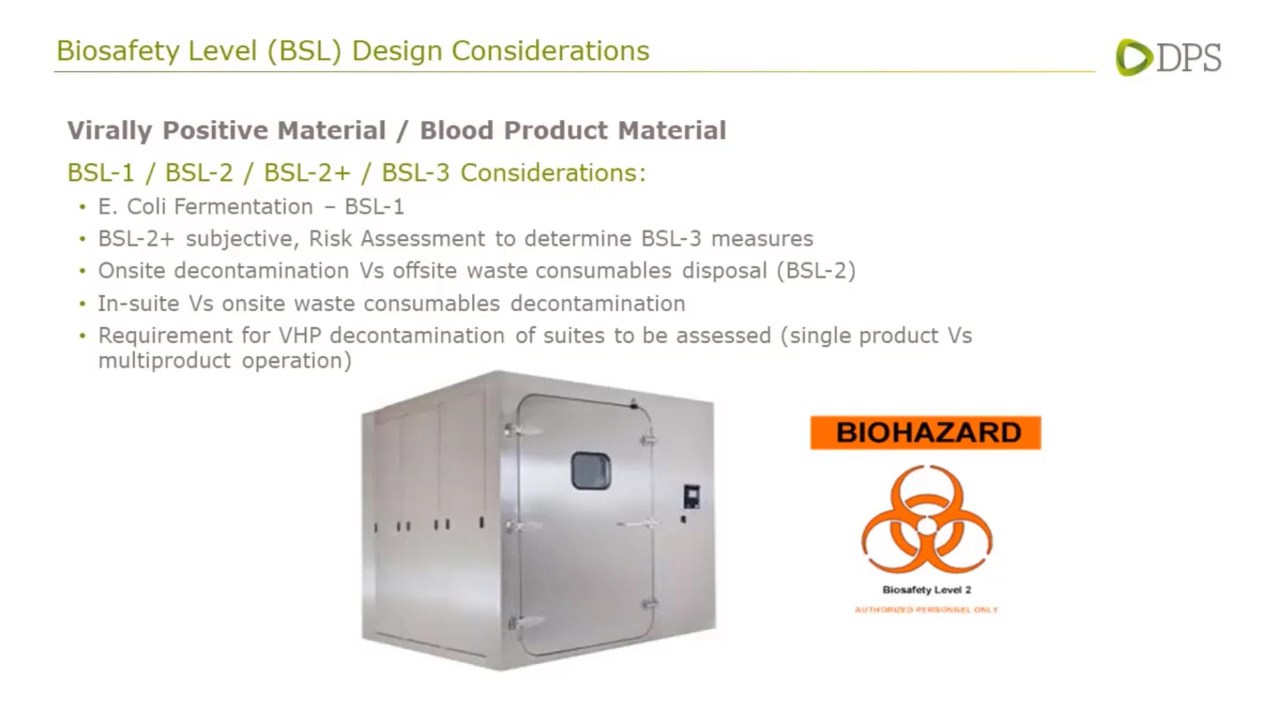 Biosafety Level (BSL) Design Considerations
DPS
Virally Positive Material / Blood Product Material
BSL-1 / BSL-2 / BSL-2+ / BSL-3 Considerations:
• E. Coli Fermentation – BSL-1
• BSL-2+ subjective, Risk Assessment to determine BSL-3 measures
• Onsite decontamination Vs offsite waste consumables disposal (BSL-2)
• In-suite Vs onsite waste consumables decontamination
• Requirement for VHP decontamination of suites to be assessed (single product Vs
multiproduct operation)
BIOHAZARD
Biosafety Level 2
AUTHORIZED PERSONNEL ONLY